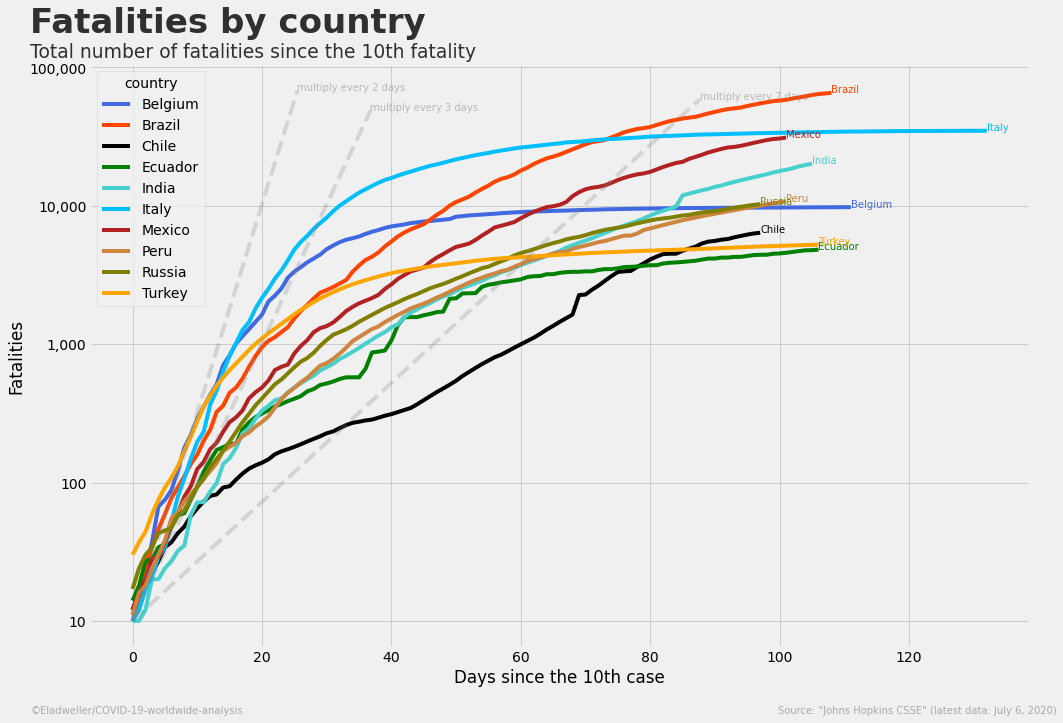 Fatalities by country
Total number of fatalities since the 10th fatality
100,000
10,000
1,000
100
10
Fatalities
country
Belgium
Brazil
Chile
Ecuador
India
Italy
Mexico
Peru
Russia
Turkey
multiply every 2 days
multiply every 3 days
multiply every 7 days
Brazil
Italy
Mexico
India
Russia
Peru
Belgium
Chile
Turkey
Ecuador
0 20 40 60 80 100 120
Days since the 10th case
©Eladweller/COVID-19-worldwide-analysis
Source: "Johns Hopkins CSSE" (latest data: July 6, 2020)